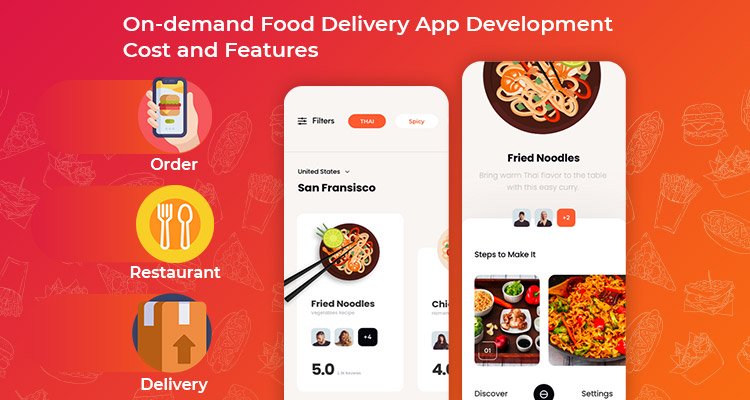 On-demand Food Delivery App Development
Cost and Features
Order
Restaurant
Delivery
Filters
THAI
Spicy
United States
San Fransisco
Fried Noodles
vegetables Recipe
+4
5.0
Chi
4.0
Fried Noodles
Bring warm Thai flavor to the table
with this easy curry
+2
Steps to Make It
01
Discover
Settings